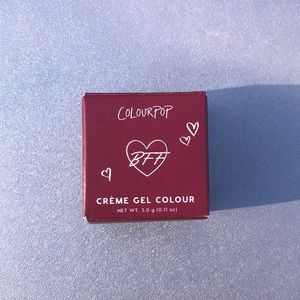 COLOURPOP
BFF
CRÈME GEL COLOUR
NET WT. 3.0 g (0.11 oz)